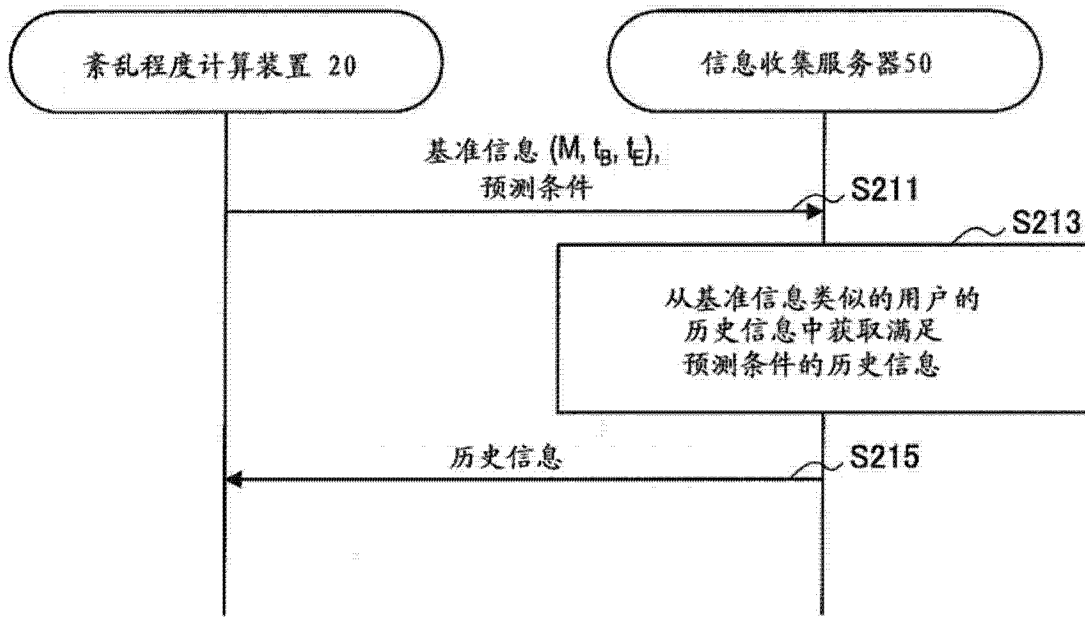 紊乱程度计算装置 20
信息收集服务器50
基准信息 (M, tB, tE),
预测条件
S211
S213
从基准信息类似的用户的
历史信息中获取满足
预测条件的历史信息
历史信息
S215